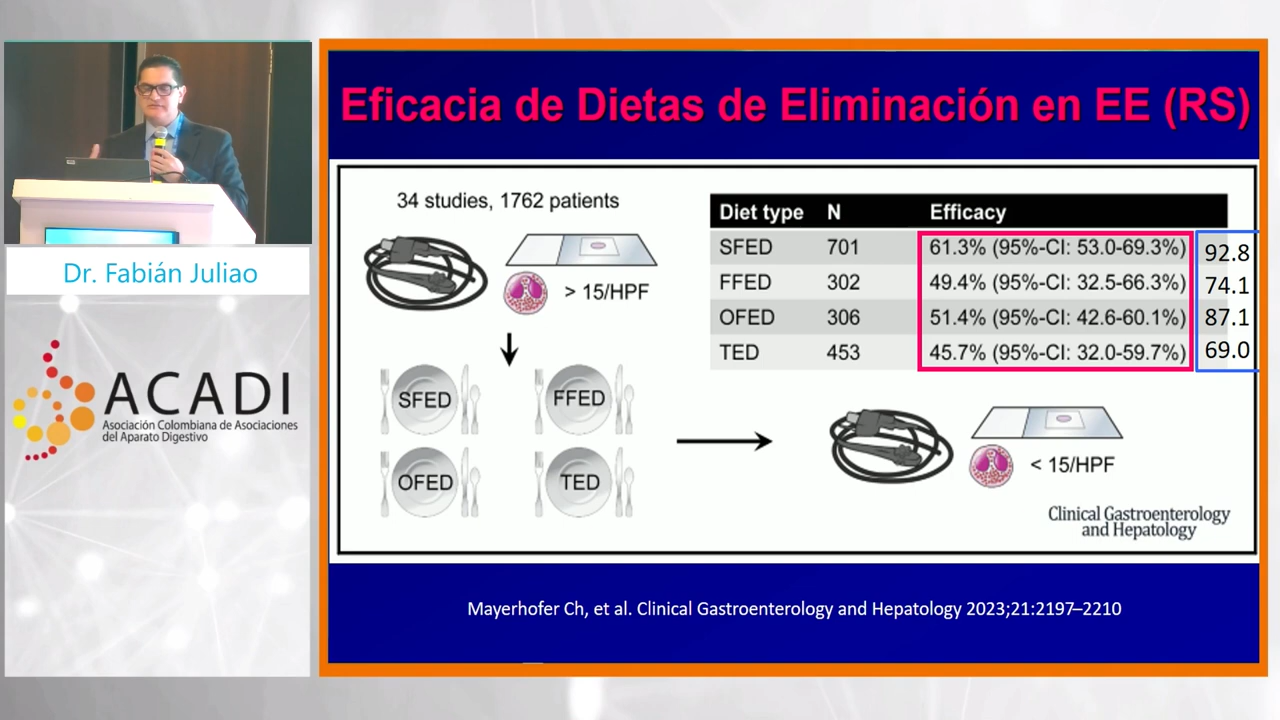 Eficacia de Dietas de Eliminación en EE (RS)
34 studies, 1762 patients
> 15/HPF
SFED
FFED
OFED
TED
Diet type N Efficacy
SFED 701 61.3% (95%-CI: 53.0-69.3%) 92.8
FFED 302 49.4% (95%-CI: 32.5-66.3%) 74.1
OFED 306 51.4% (95%-CI: 42.6-60.1%) 87.1
TED 453 45.7% (95%-CI: 32.0-59.7%) 69.0
< 15/HPF
Clinical Gastroenterology
and Hepatology
Mayerhofer Ch, et al. Clinical Gastroenterology and Hepatology 2023;21:2197–2210
Dr. Fabián Juliao
ACADI
Asociación Colombiana de Asociaciones
del Aparato Digestivo